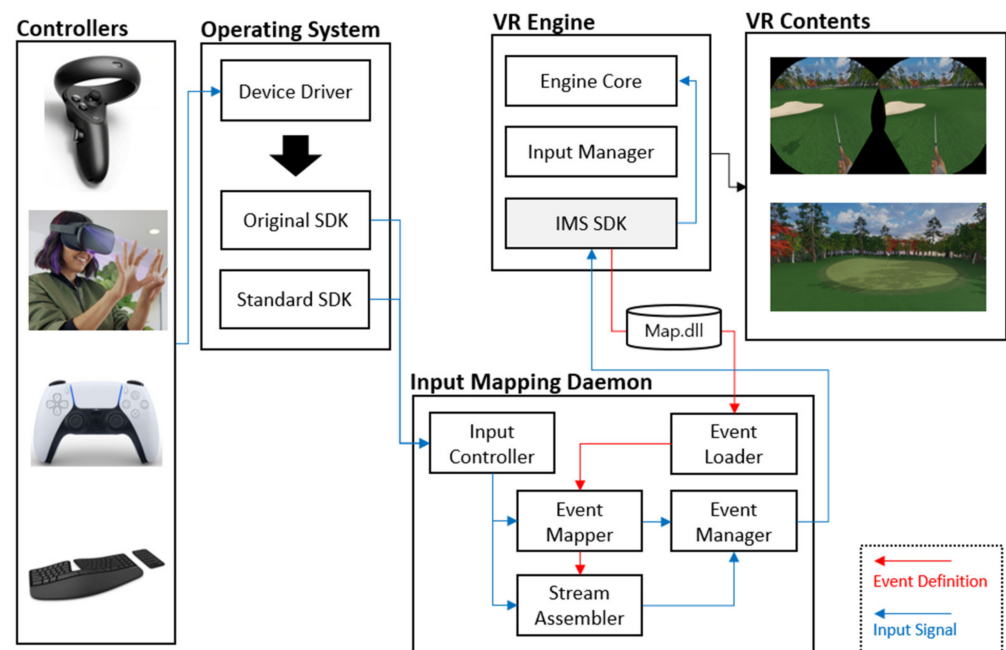 Controllers
Operating System
Device Driver
Original SDK
Standard SDK
VR Engine
Engine Core
Input Manager
IMS SDK
VR Contents
Map.dll
Input Mapping Daemon
Input
Controller
Event
Loader
Event
Mapper
Event
Manager
Stream
Assembler
Event Definition
Input Signal